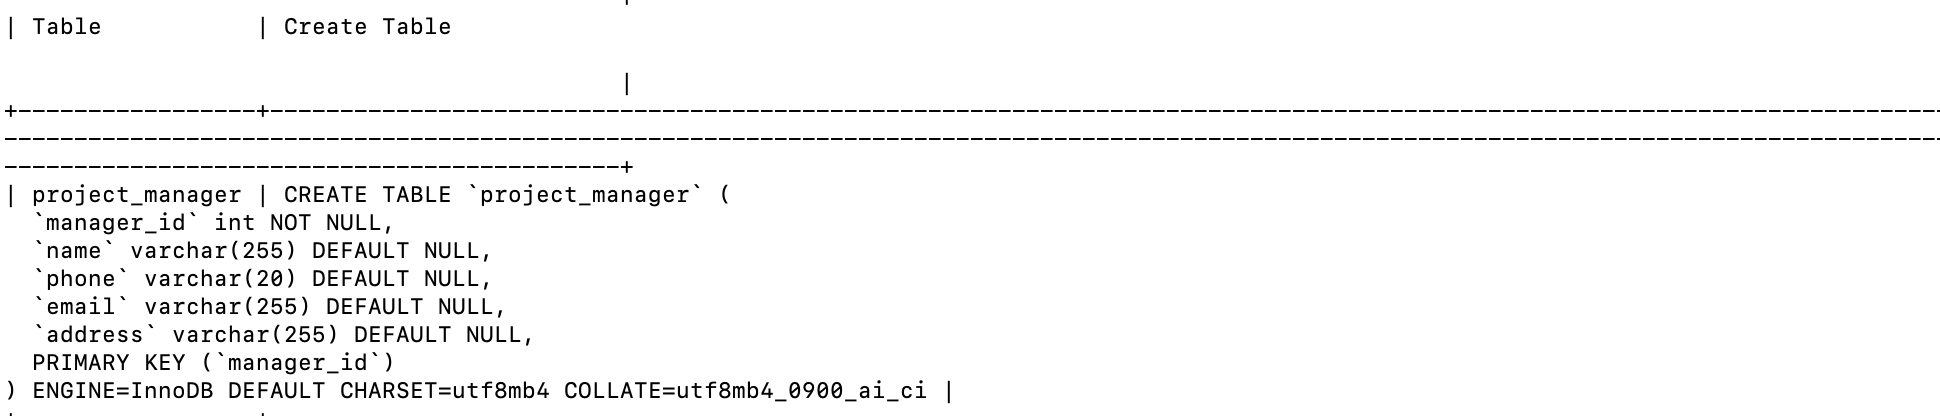 | Table           | Create Table
|
+-----------------+------------------------------------------------------------------------------------------------------------------------
-------------------------------------------------------------------------------------------------------------------------------------------
--------------------------------------------+
| project_manager | CREATE TABLE `project_manager` (
  `manager_id` int NOT NULL,
  `name` varchar(255) DEFAULT NULL,
  `phone` varchar(20) DEFAULT NULL,
  `email` varchar(255) DEFAULT NULL,
  `address` varchar(255) DEFAULT NULL,
  PRIMARY KEY (`manager_id`)
) ENGINE=InnoDB DEFAULT CHARSET=utf8mb4 COLLATE=utf8mb4_0900_ai_ci |